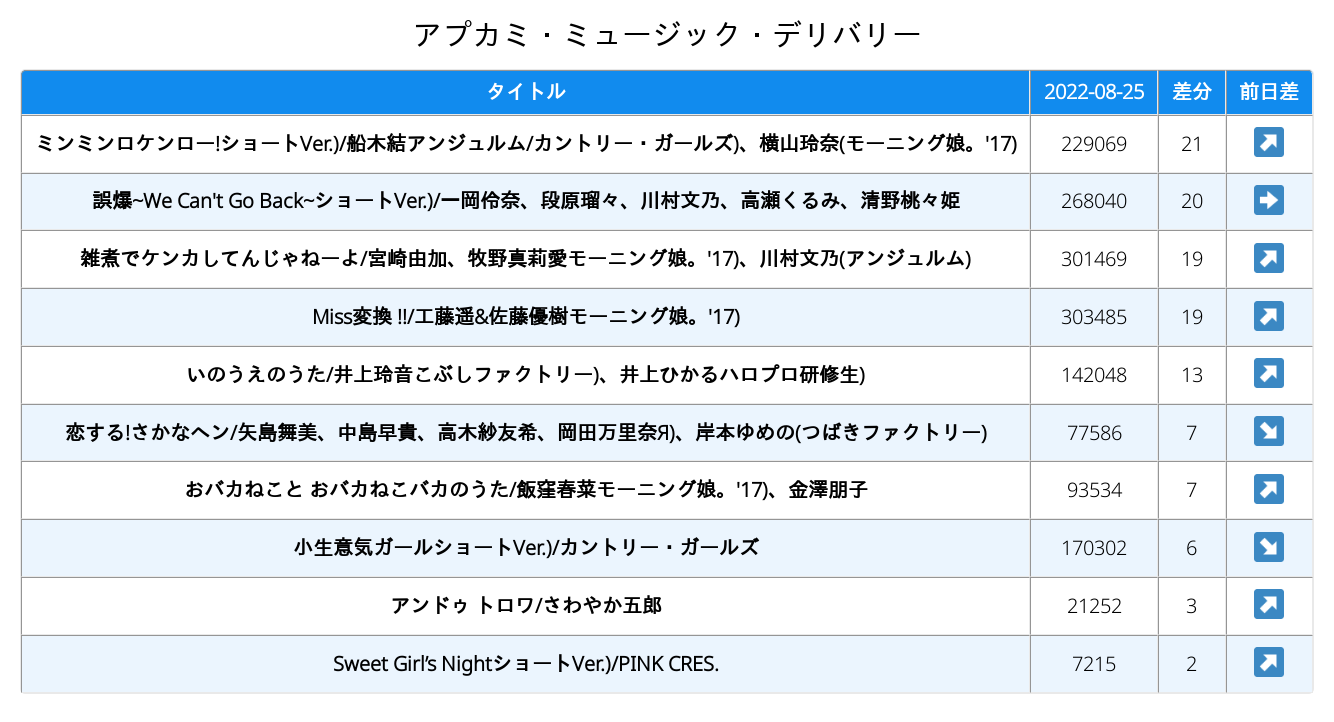 アプカミ・ミュージック・デリバリー
タイトル 2022-08-25 差分 前日差
ミンミンロケンロー!ショートVer.)/船木結アンジュルム/カントリー・ガールズ)、横山玲奈(モーニング娘。'17) 229069 21
誤爆~We Can't Go Back~ショートVer.)/一岡伶奈、段原瑠々、川村文乃、高瀬くるみ、清野桃々姫 268040 20
雑煮でケンカしてんじゃねーよ/宮崎由加、牧野真莉愛モーニング娘。'17)、川村文乃(アンジュルム) 301469 19
Miss変換 !!/工藤遥&佐藤優樹モーニング娘。'17) 303485 19
いのうえのうた/井上玲音こぶしファクトリー)、井上ひかるハロプロ研修生) 142048 13
恋する!さかなヘン/矢島舞美、中島早貴、高木紗友希、岡田万里奈Я)、岸本ゆめの(つばきファクトリー) 77586 7
おバカねこと おバカねこバカのうた/飯窪春菜モーニング娘。'17)、金澤朋子 93534 7
小生意気ガールショートVer.)/カントリー・ガールズ 170302 6
アンドゥ トロワ/さわやか五郎 21252 3
Sweet Girl’s NightショートVer.)/PINK CRES. 7215 2